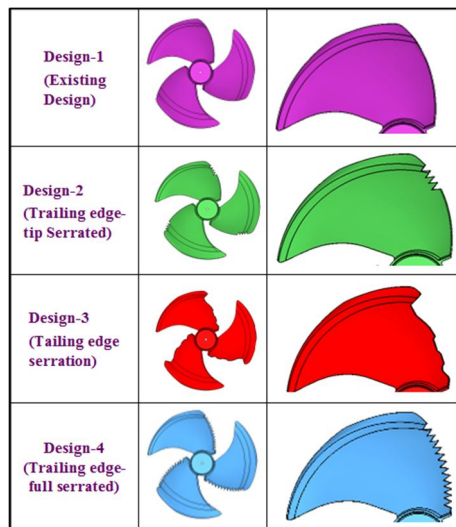 Design-1
(Existing
Design)
Design-2
(Trailing edge-
tip Serrated)
Design-3
(Tailing edge
serration)
Design-4
(Trailing edge-
full serrated)